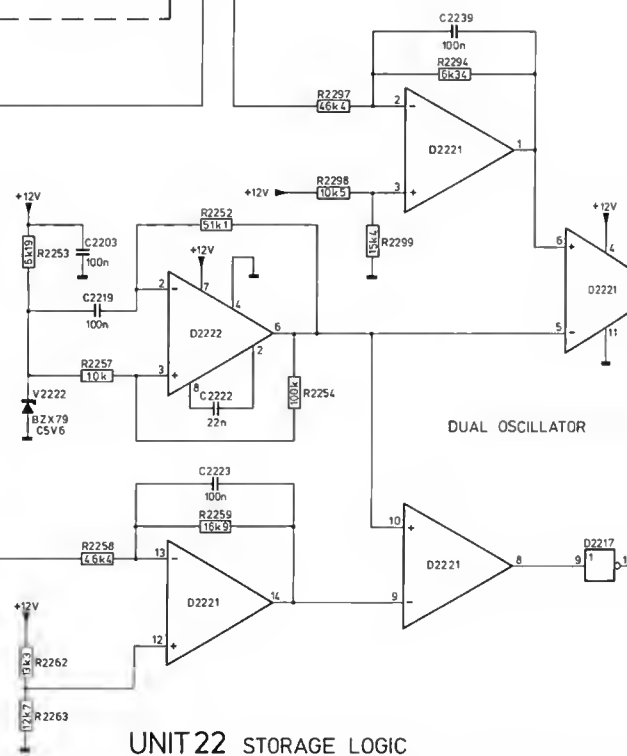 C2239
100n
R2294
6k34
R2297
46k4
2
-
D2221
1
+12V
R2298
10k5
3
+
R2299
15k4
+12V
R2253
6k19
C2203
100n
R2252
51k1
+12V
7
4
C2219
100n
2
-
D2222
6
2
R2257
10k
3
+
8
C2222
22n
100k
R2254
V2222
BZX79
C5V6
+12V
4
6
+
D2221
5
-
11
DUAL OSCILLATOR
C2223
100n
R2259
16k9
R2258
46k4
13
-
D2221
14
12
+
10
+
D2221
8
9
-
D2217
9
1
+12V
13k3
R2262
12k7
R2263
UNIT 22 STORAGE LOGIC